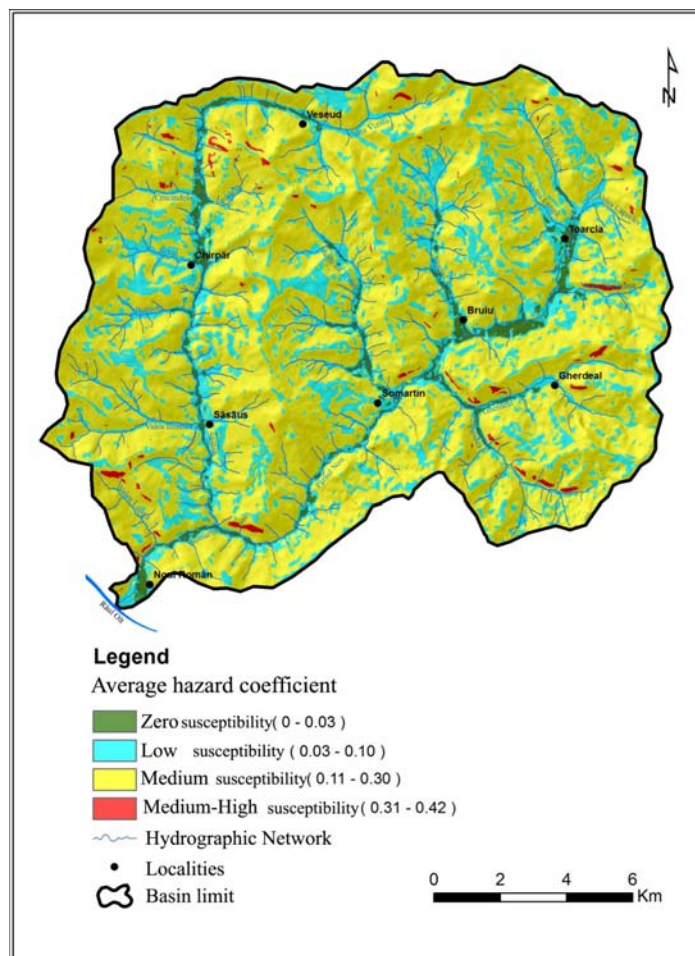 N
Veseud
Toarcla
Chirpăr
Bruiu
Gherdeal
Somartin
Săsăuş
Noul Român
Râul Olt
Legend
Average hazard coefficient
Zero susceptibility( 0 - 0.03 )
Low susceptibility ( 0.03 - 0.10 )
Medium susceptibility( 0.11 - 0.30 )
Medium-High susceptibility( 0.31 - 0.42 )
Hydrographic Network
Localities
Basin limit
0 2 4 6
Km